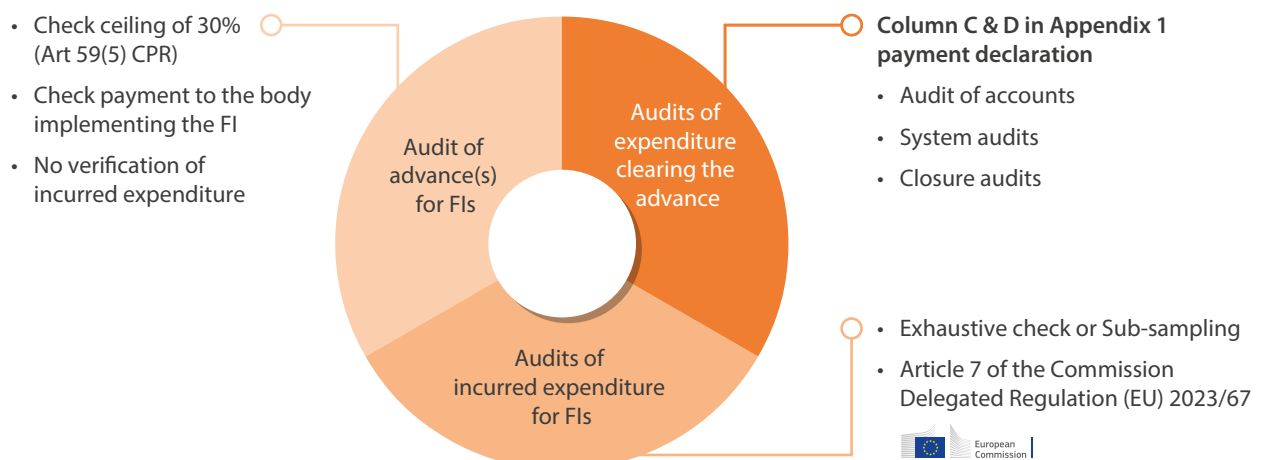 • Check ceiling of 30%
(Art 59(5) CPR)
• Check payment to the body
implementing the FI
• No verification of
incurred expenditure
Audit of
advance(s)
for FIs
Audits of
expenditure
clearing the
advance
Column C & D in Appendix 1
payment declaration
• Audit of accounts
• System audits
• Closure audits
Audits of
incurred expenditure
for FIs
• Exhaustive check or Sub-sampling
• Article 7 of the Commission
Delegated Regulation (EU) 2023/67
European
Commission